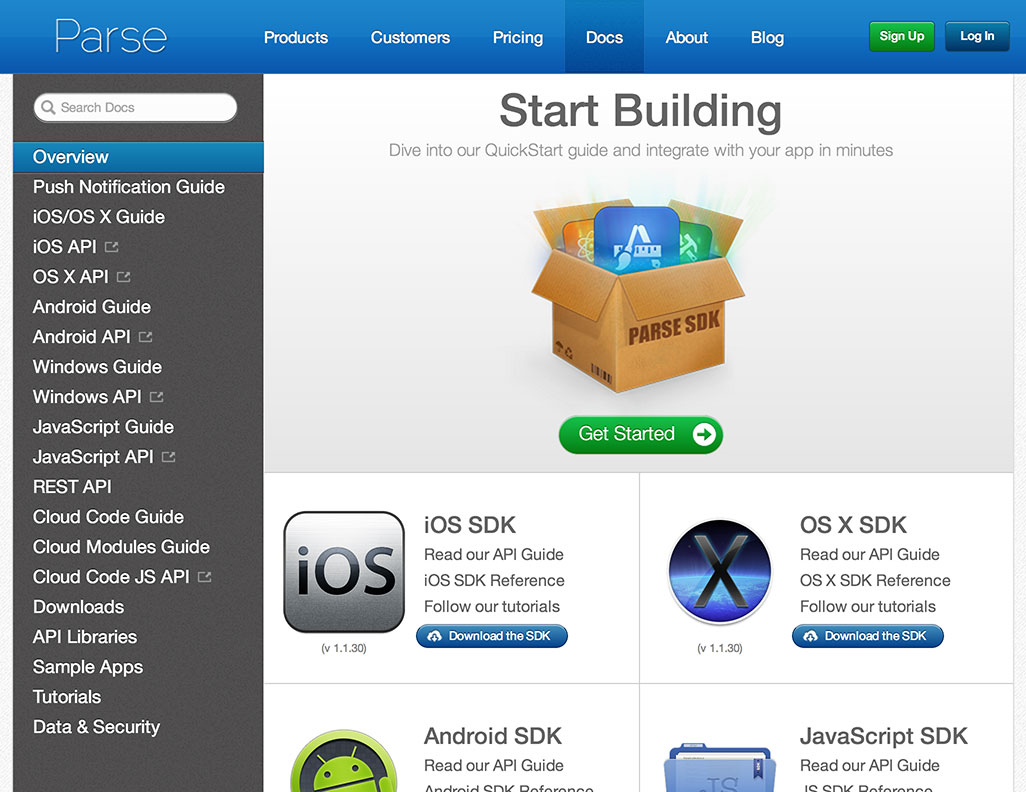 Parse
Products
Customers
Pricing
Docs
About
Blog
Sign Up
Log In
Search Docs
Overview
Push Notification Guide
iOS/OS X Guide
iOS API
OS X API
Android Guide
Android API
Windows Guide
Windows API
JavaScript Guide
JavaScript API
REST API
Cloud Code Guide
Cloud Modules Guide
Cloud Code JS API
Downloads
API Libraries
Sample Apps
Tutorials
Data & Security
Start Building
Dive into our QuickStart guide and integrate with your app in minutes
PARSE SDK
Get Started
iOS
(v 1.1.30)
iOS SDK
Read our API Guide
iOS SDK Reference
Follow our tutorials
Download the SDK
X
(v 1.1.30)
OS X SDK
Read our API Guide
OS X SDK Reference
Follow our tutorials
Download the SDK
Android SDK
Read our API Guide
Android SDK Reference
JS
JavaScript SDK
Read our API Guide
JS SDK Reference